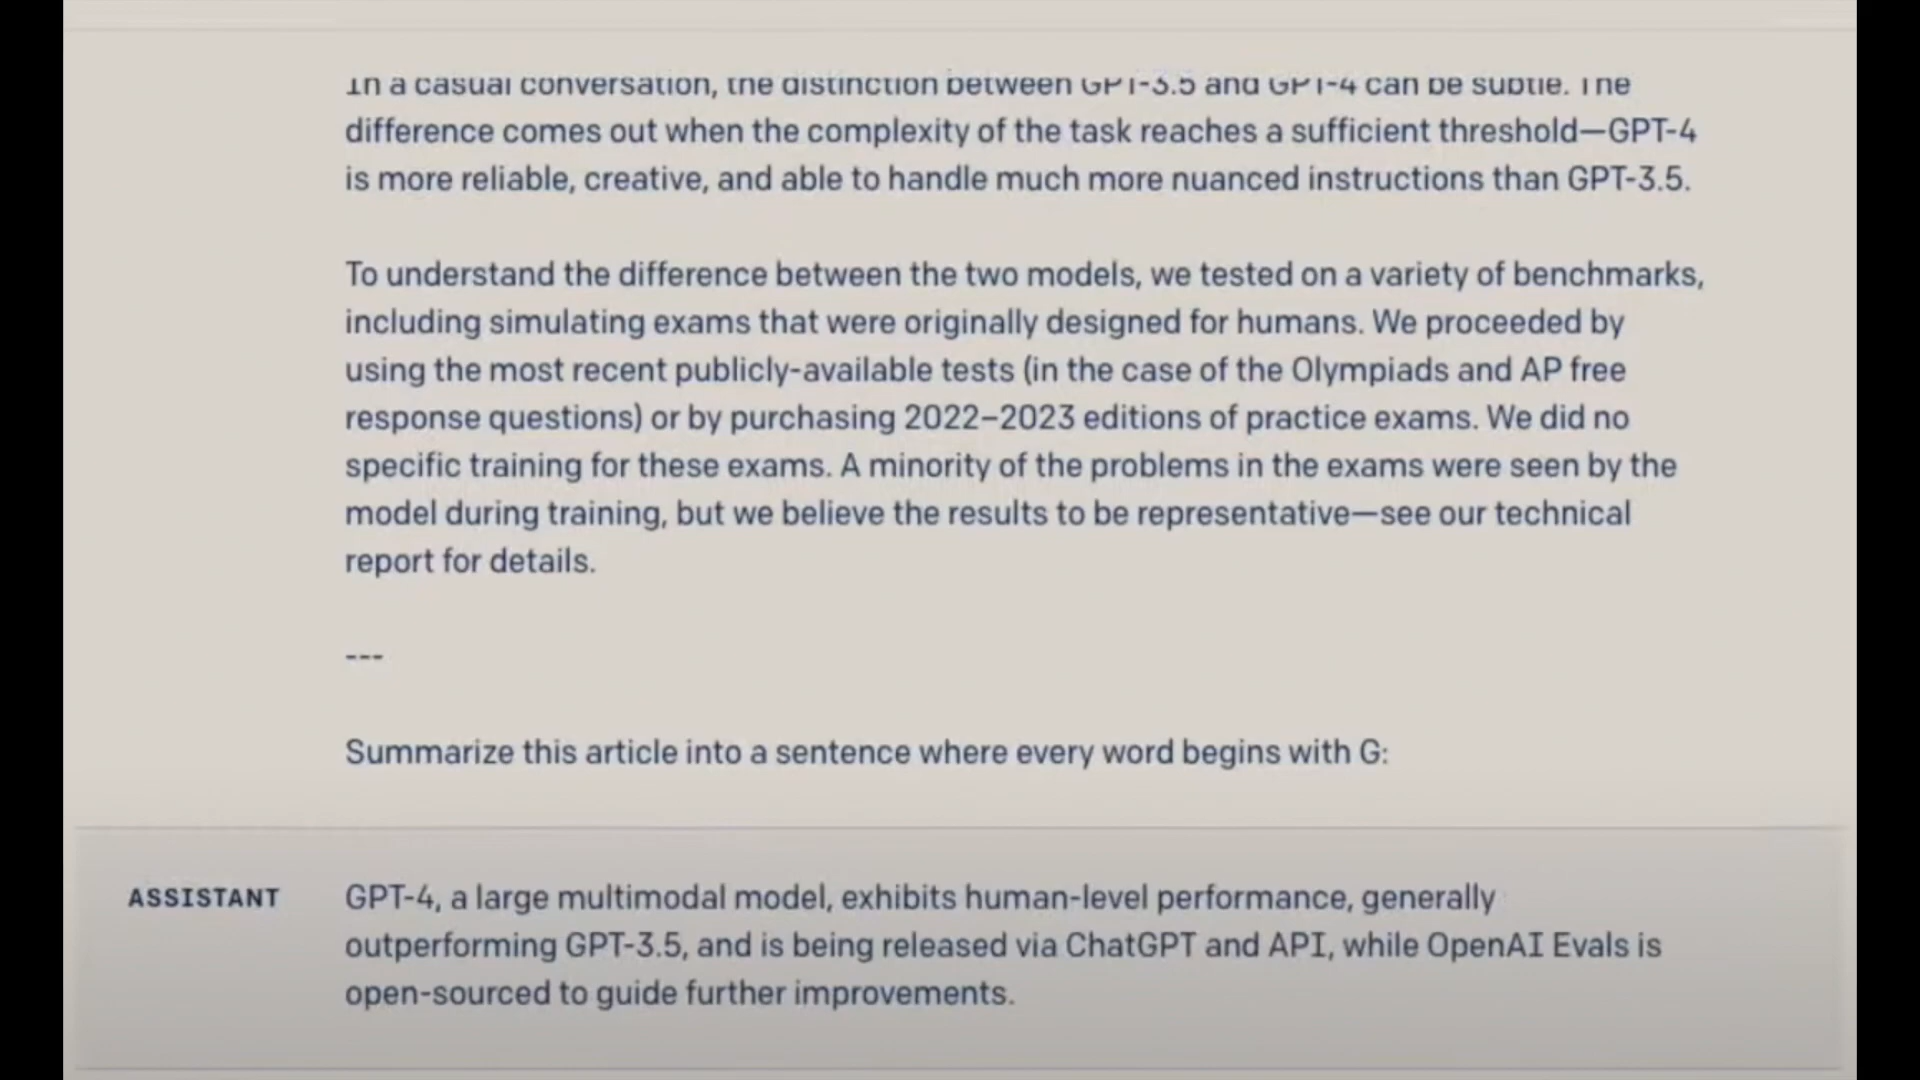 In a casual conversation, the distinction between GPT-3.5 and GPT-4 can be subtle. The
difference comes out when the complexity of the task reaches a sufficient threshold—GPT-4
is more reliable, creative, and able to handle much more nuanced instructions than GPT-3.5.
To understand the difference between the two models, we tested on a variety of benchmarks,
including simulating exams that were originally designed for humans. We proceeded by
using the most recent publicly-available tests (in the case of the Olympiads and AP free
response questions) or by purchasing 2022–2023 editions of practice exams. We did no
specific training for these exams. A minority of the problems in the exams were seen by the
model during training, but we believe the results to be representative—see our technical
report for details.
---
Summarize this article into a sentence where every word begins with G:
ASSISTANT
GPT-4, a large multimodal model, exhibits human-level performance, generally
outperforming GPT-3.5, and is being released via ChatGPT and API, while OpenAI Evals is
open-sourced to guide further improvements.